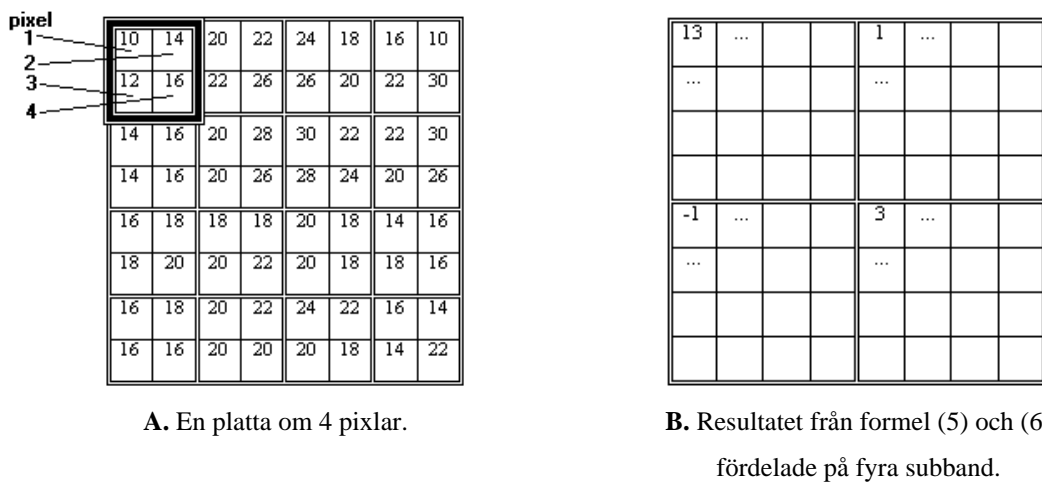 pixel
1 10 14 20 22 24 18 16 10
2
3 12 16 22 26 26 20 22 30
4
14 16 20 28 30 22 22 30
14 16 20 26 28 24 20 26
16 18 18 18 20 18 14 16
18 20 20 22 20 18 18 16
16 18 20 22 24 22 16 14
16 16 20 20 20 18 14 22
A. En platta om 4 pixlar.
13 ... 1 ...
... ...
-1 ... 3 ...
... ...
B. Resultatet från formel (5) och (6
fördelade på fyra subband.